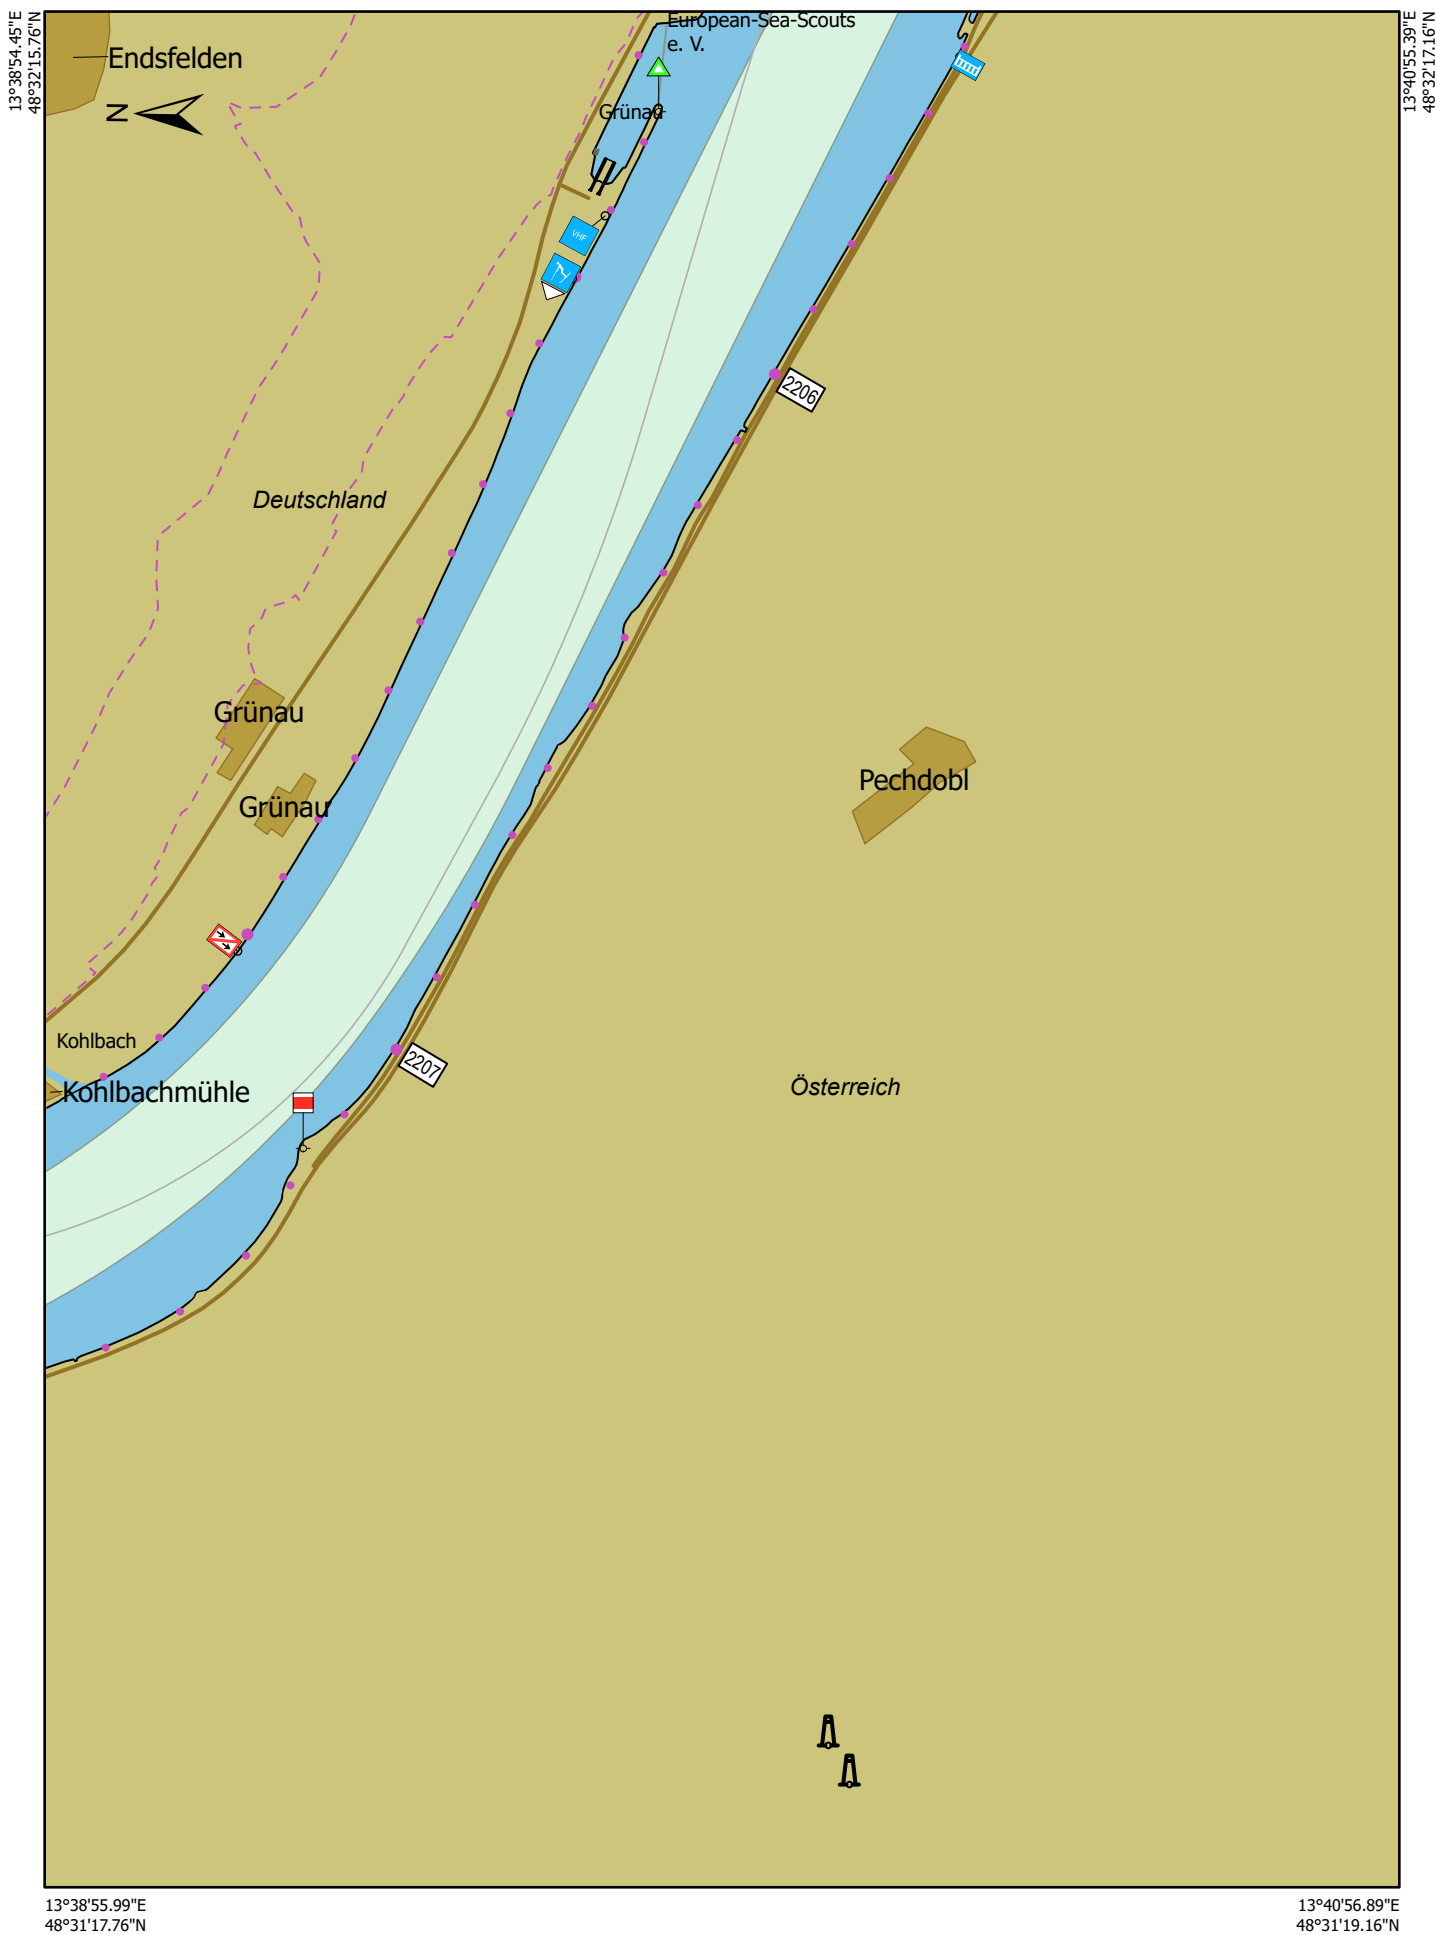 13°38'54.45"E
48°32'15.76"N
13°40'55.39"E
48°32'17.16"N
European-Sea-Scouts
e. V.
Endsfelden
N
Grünau
VHF
2206
Deutschland
Grünau
Pechdobl
Grünau
Kohlbach
2207
Österreich
Kohlbachmühle
13°38'55.99"E
48°31'17.76"N
13°40'56.89"E
48°31'19.16"N